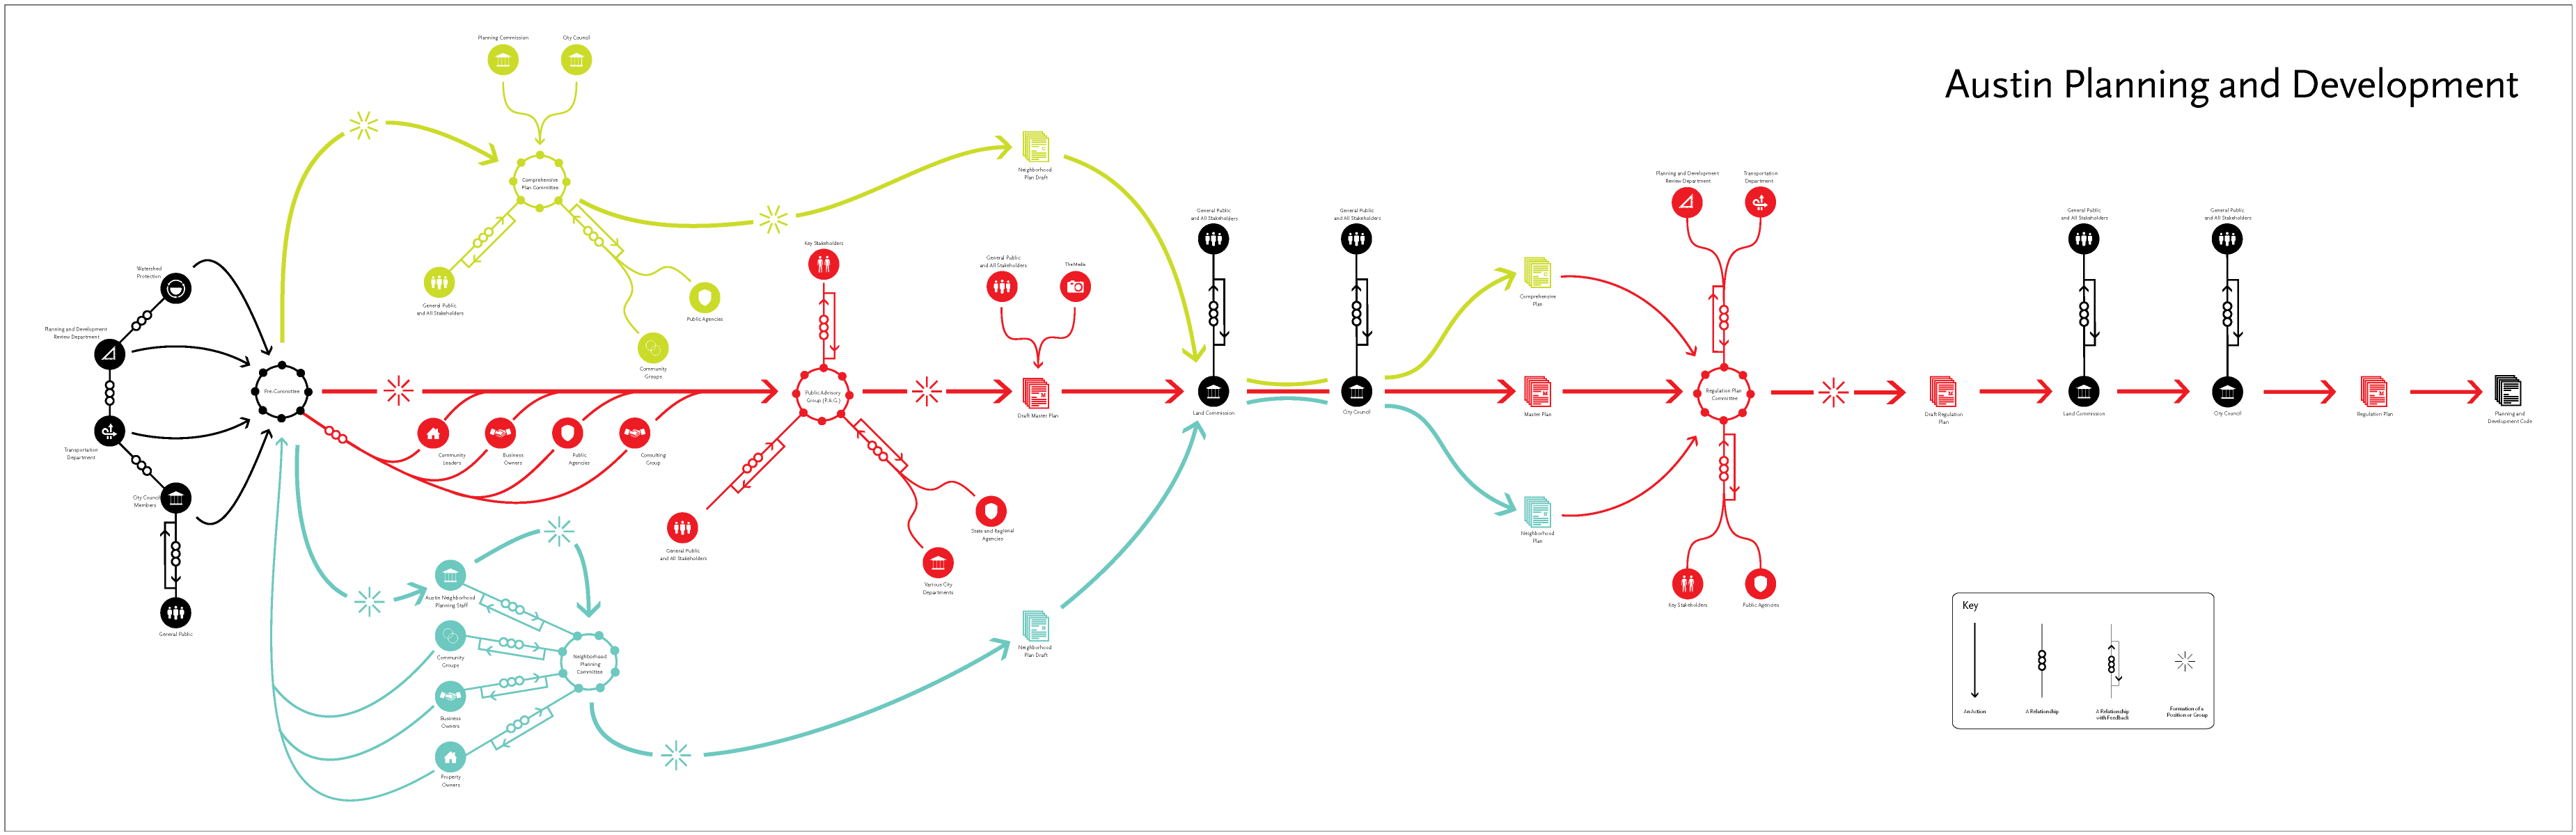 Austin Planning and Development
Planning Commission
City Council
Comprehensive
Plan Committee
General Public
and All Stakeholders
Public Agencies
Community
Groups
Neighborhood
Plan Draft
Watershed
Protection
Planning and Development
Review Department
Transportation
Department
City Council
Members
General Public
Pre-Committee
Community
Leaders
Business
Owners
Public
Agencies
Consulting
Group
Key Stakeholders
Public Advisory
Group (P.A.G.)
General Public
and All Stakeholders
Various City
Departments
State and Regional
Agencies
General Public
and All Stakeholders
The Media
Draft Master Plan
Austin Neighborhood
Planning Staff
Community
Groups
Business
Owners
Property
Owners
Neighborhood
Planning
Committee
Neighborhood
Plan Draft
General Public
and All Stakeholders
Land Commission
General Public
and All Stakeholders
City Council
Comprehensive
Plan
Master Plan
Neighborhood
Plan
Planning and Development
Review Department
Transportation
Department
Regulation Plan
Committee
Key Stakeholders
Public Agencies
Draft Regulation
Plan
General Public
and All Stakeholders
Land Commission
General Public
and All Stakeholders
City Council
Regulation Plan
Planning and
Development Code
Key
An Action
A Relationship
A Relationship
with Feedback
Formation of a
Position or Group